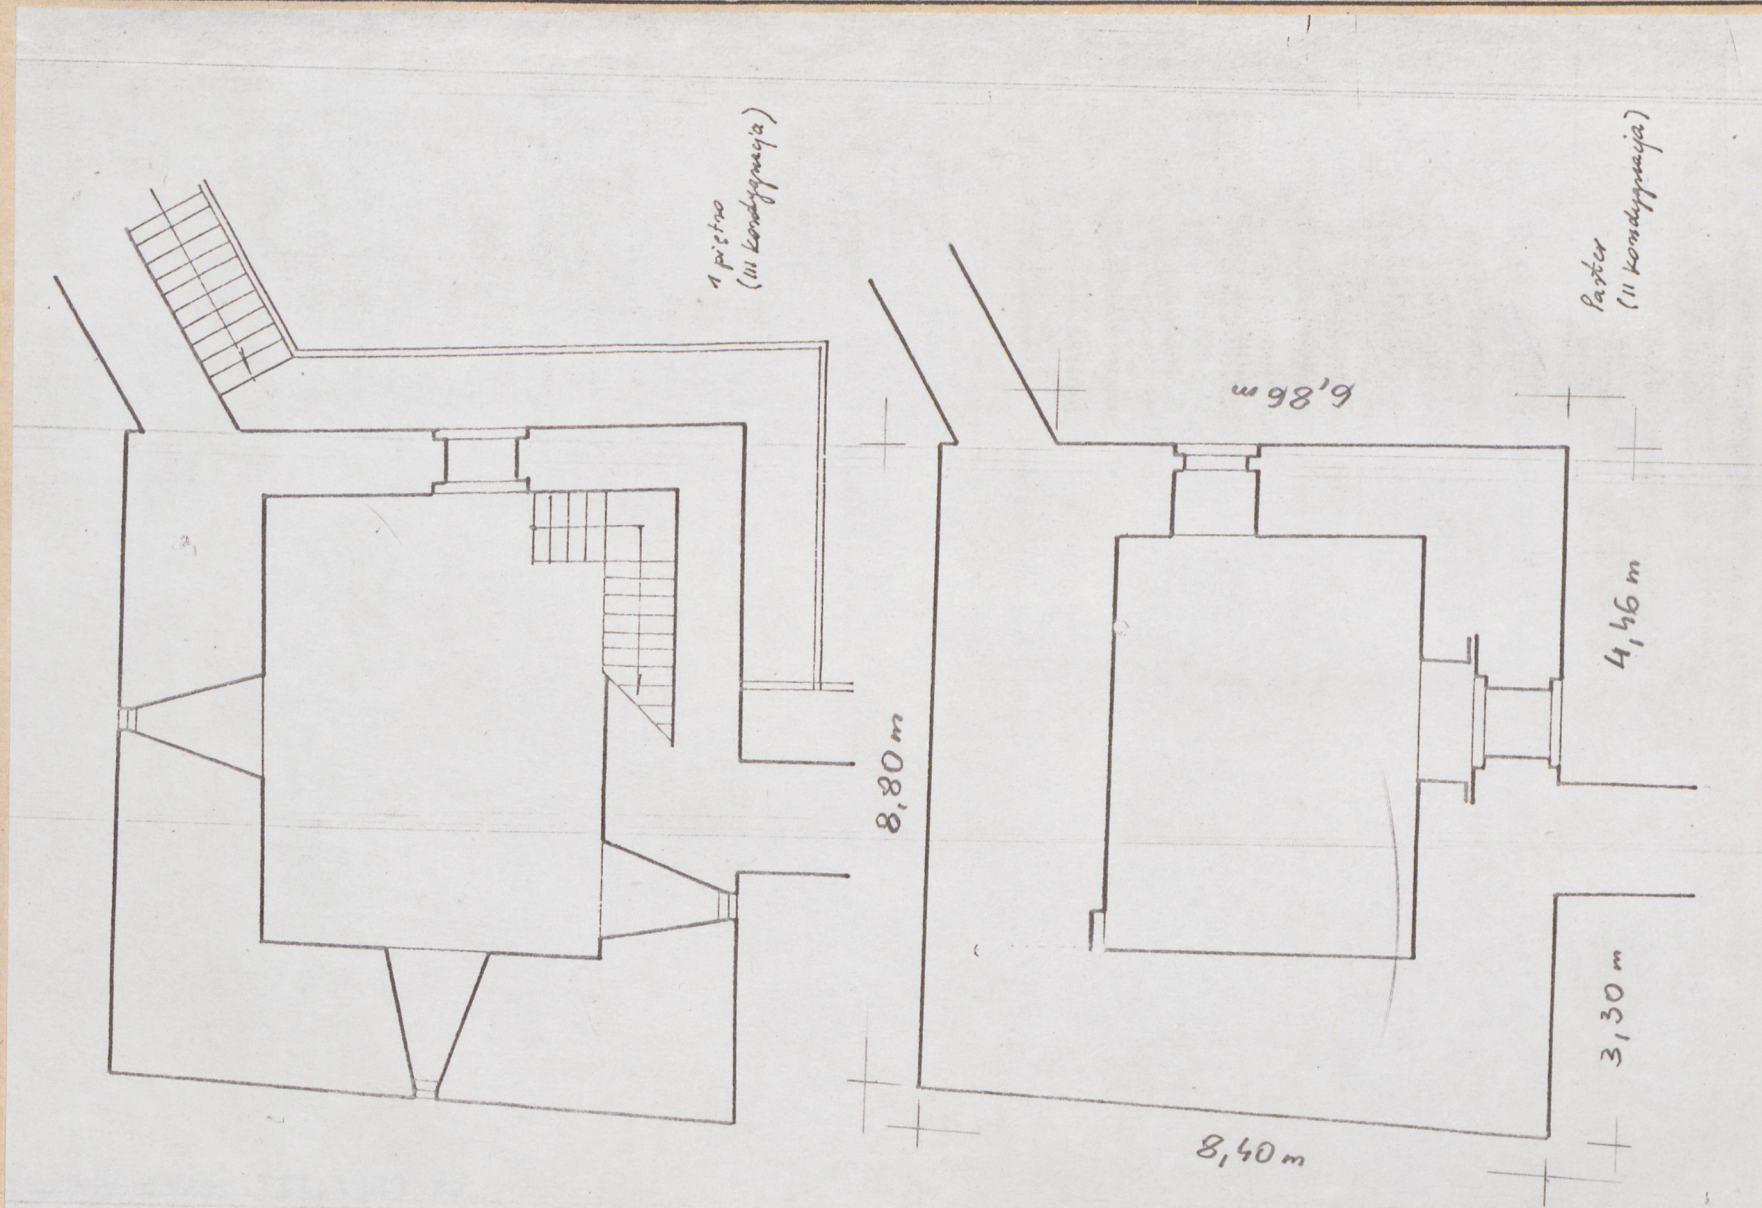 1 piętro
(III kondygnacja)
Parter
(II kondygnacja)
6,86 m
8,80 m
4,46 m
3,30 m
8,40 m